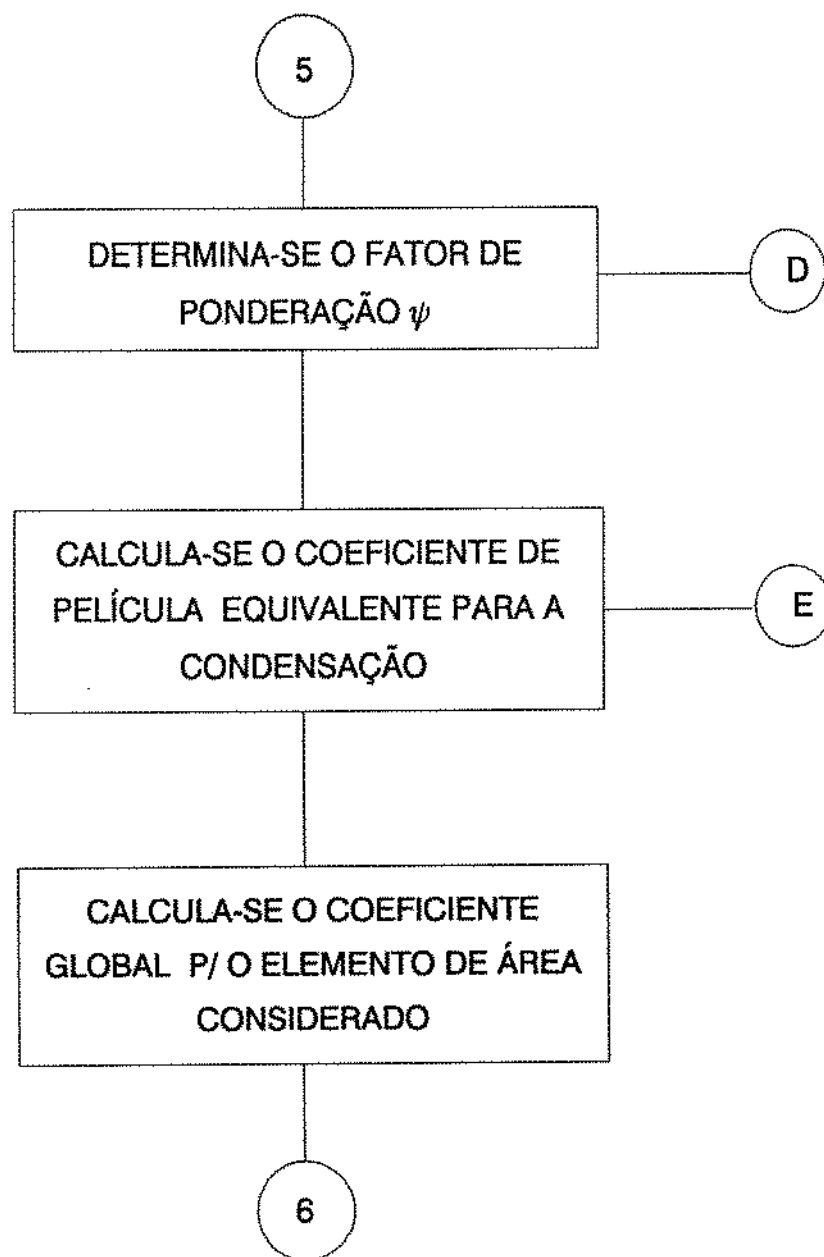 5
DETERMINA-SE O FATOR DE
PONDERAÇÃO ψ
D
CALCULA-SE O COEFICIENTE DE
PELÍCULA EQUIVALENTE PARA A
CONDENSAÇÃO
E
CALCULA-SE O COEFICIENTE
GLOBAL P/ O ELEMENTO DE ÁREA
CONSIDERADO
6